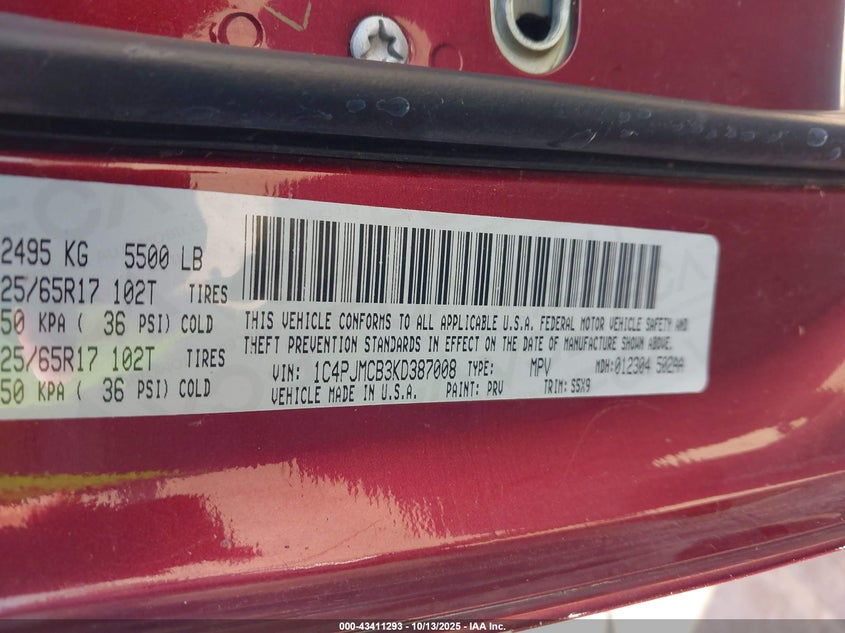 2495 KG 5500 LB
25/65R17 102T TIRES
50 KPA ( 36 PSI) COLD
25/65R17 102T TIRES
50 KPA ( 36 PSI) COLD
THIS VEHICLE CONFORMS TO ALL APPLICABLE U.S.A. FEDERAL MOTOR VEHICLE SAFETY AND
THEFT PREVENTION STANDARDS IN EFFECT ON THE DATE OF MANUFACTURE SHOWN ABOVE.
VIN: 1C4PJMCB3KD387008 TYPE: MPV MDH:012304 502AA
VEHICLE MADE IN U.S.A. PAINT: PRV TRIM: S5X9
000-43411293 - 10/13/2025 - IAA Inc.